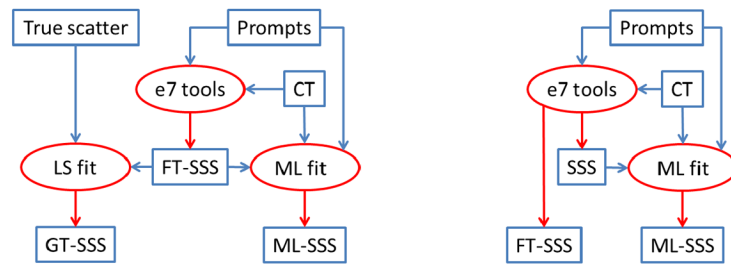 True scatter
Prompts
e7 tools
CT
LS fit
FT-SSS
ML fit
GT-SSS
ML-SSS
Prompts
e7 tools
CT
SSS
ML fit
FT-SSS
ML-SSS